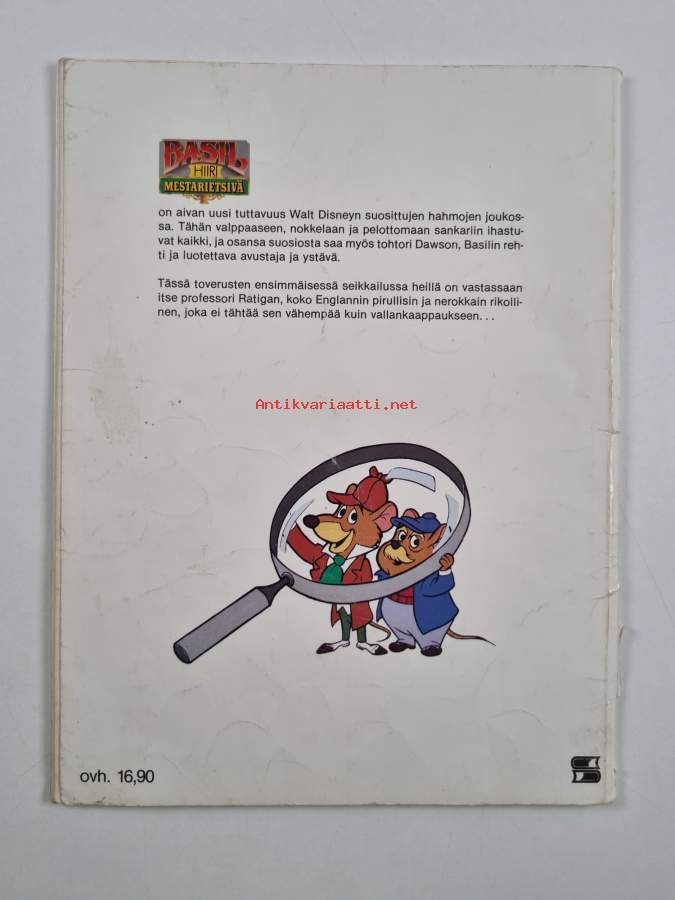 BASIL
HIIRI
MESTARIETSIVÄ
on aivan uusi tuttavuus Walt Disneyn suosittujen hahmojen joukos-
sa. Tähän valppaaseen, nokkelaan ja pelottomaan sankariin ihastu-
vat kaikki, ja osansa suosiosta saa myös tohtori Dawson, Basilin reh-
ti ja luotettava avustaja ja ystävä.
Tässä toverusten ensimmäisessä seikkailussa heillä on vastassaan
itse professori Ratigan, koko Englannin pirullisin ja nerokkain rikolli-
nen, joka ei tähtää sen vähempää kuin vallankaappaukseen...
Antikvariaatti.net
ovh. 16,90